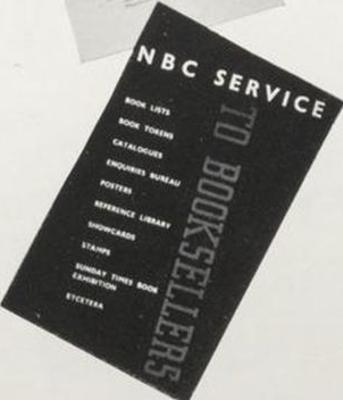 NBC SERVICE
TO BOOKSELLERS
BOOK LISTS
BOOK TOKENS
CATALOGUES
ENQUIRIES BUREAU
POSTERS
REFERENCE LIBRARY
SHOWCARDS
STAMPS
SUNDAY TIMES BOOK
EXHIBITION
ETCETERA